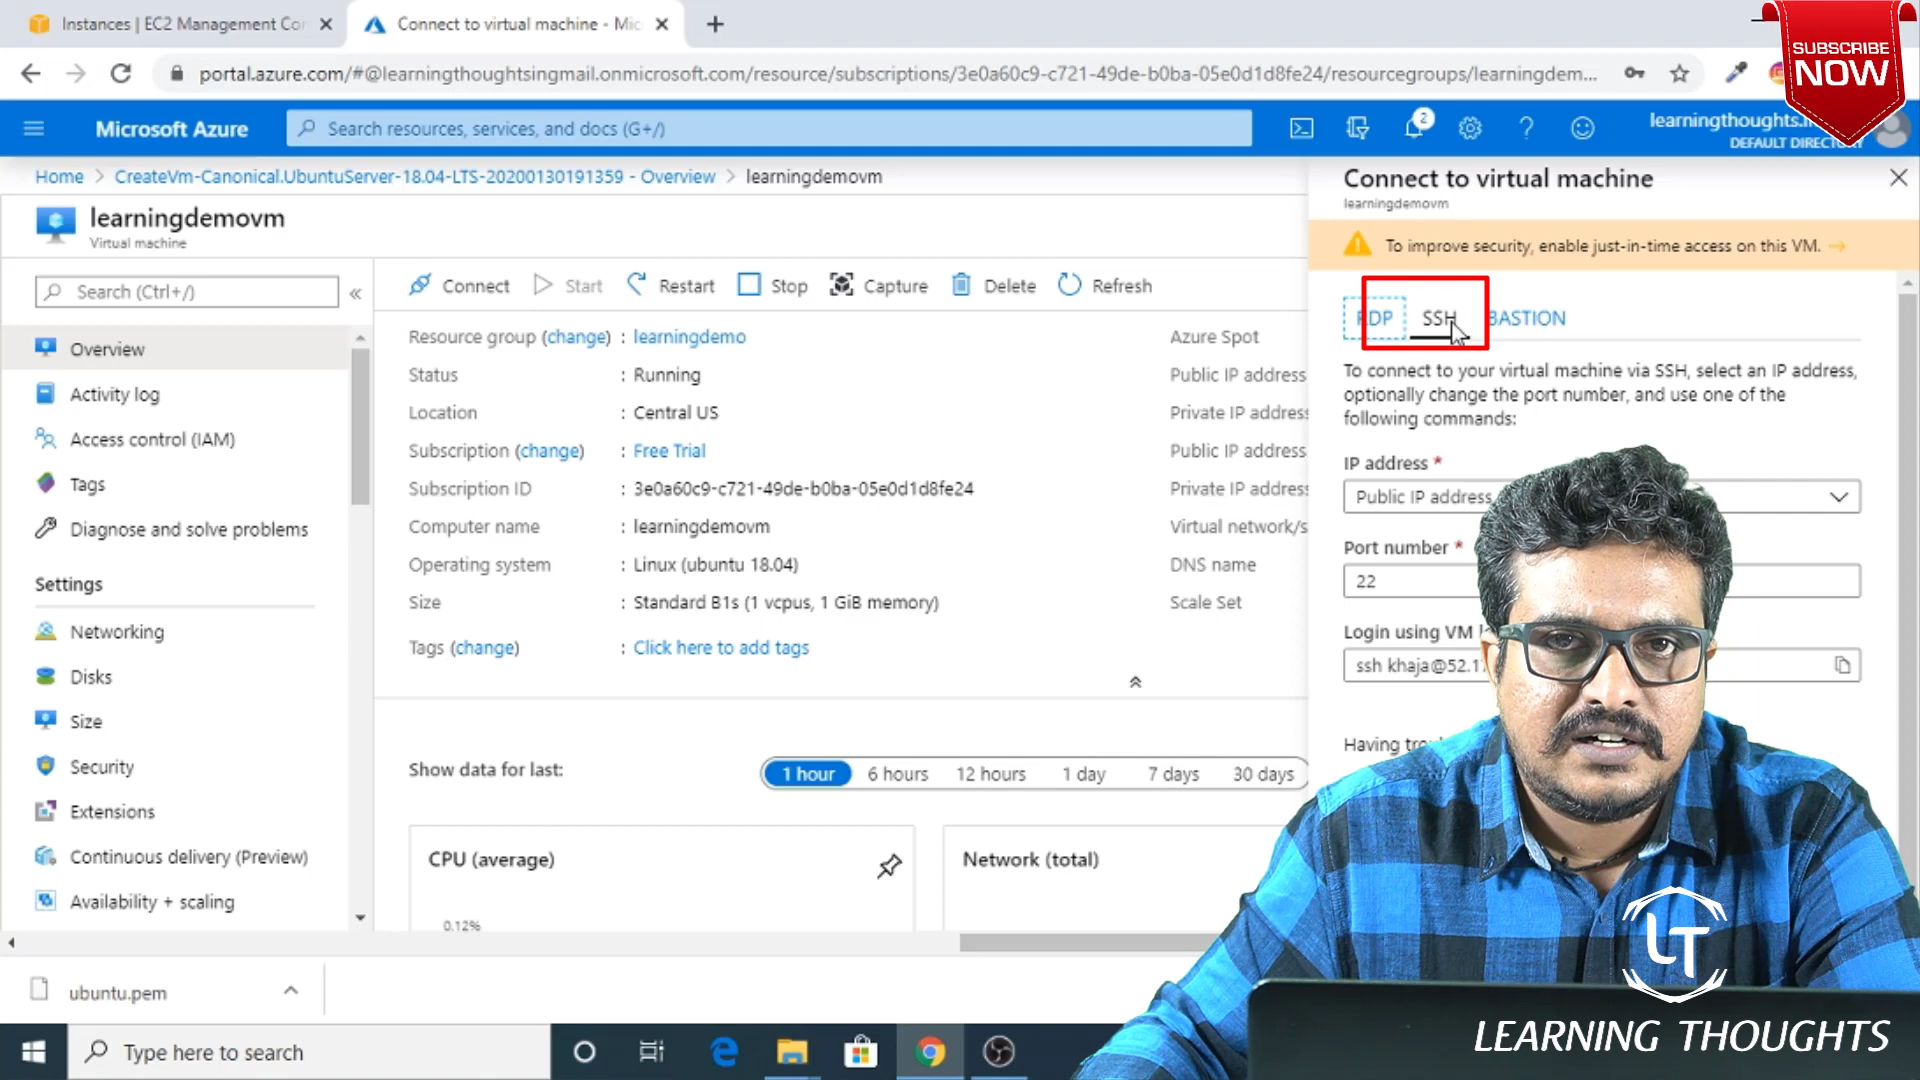 Instances | EC2 Management Co
Connect to virtual machine - Mic
SUBSCRIBE
NOW
portal.azure.com/#@learningthoughtsingmail.onmicrosoft.com/resource/subscriptions/3e0a60c9-c721-49de-b0ba-05e0d1d8fe24/resourcegroups/learningdem...
Microsoft Azure
Search resources, services, and docs (G+/)
2
learningthoughts.i
DEFAULT DIRECTORY
Home > CreateVm-Canonical.UbuntuServer-18.04-LTS-20200130191359 - Overview > learningdemovm
learningdemovm
Virtual machine
Search (Ctrl+/)
Overview
Activity log
Access control (IAM)
Tags
Diagnose and solve problems
Settings
Networking
Disks
Size
Security
Extensions
Continuous delivery (Preview)
Availability + scaling
Connect
Start
Restart
Stop
Capture
Delete
Refresh
Resource group (change) : learningdemo
Status : Running
Location : Central US
Subscription (change) : Free Trial
Subscription ID : 3e0a60c9-c721-49de-b0ba-05e0d1d8fe24
Computer name : learningdemovm
Operating system : Linux (ubuntu 18.04)
Size : Standard B1s (1 vcpus, 1 GiB memory)
Tags (change) : Click here to add tags
Azure Spot
Public IP address
Private IP address
Public IP address
Private IP address
Virtual network/s
DNS name
Scale Set
Show data for last:
1 hour
6 hours
12 hours
1 day
7 days
30 days
CPU (average)
0.12%
Network (total)
Connect to virtual machine
learningdemovm
To improve security, enable just-in-time access on this VM. →
RDP
SSH
BASTION
To connect to your virtual machine via SSH, select an IP address,
optionally change the port number, and use one of the
following commands:
IP address *
Public IP address
Port number *
22
Login using VM l
ssh khaja@52.1
Having tro
ubuntu.pem
Type here to search
LT
LEARNING THOUGHTS